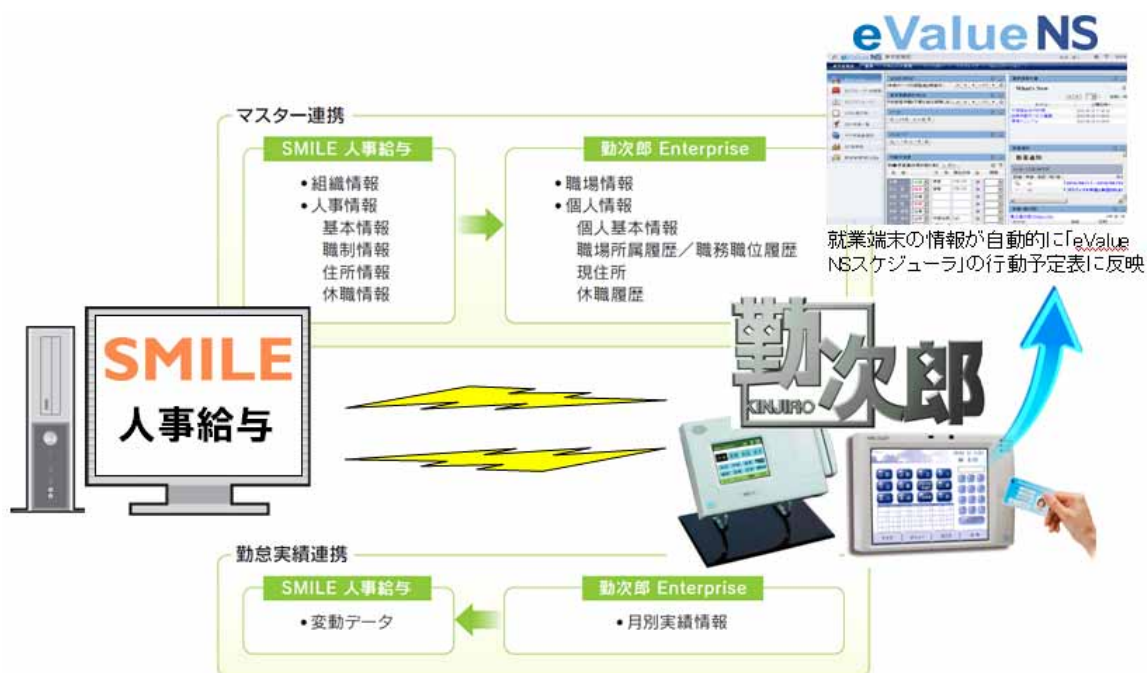 eValue NS
What's New
マスター連携
SMILE 人事給与
•組織情報
•人事情報
基本情報
職制情報
住所情報
休職情報
勤次郎 Enterprise
•職場情報
•個人情報
個人基本情報
職場所属履歴/職務職位履歴
現住所
休職履歴
就業端末の情報が自動的に「eValue
NSスケジューラ」の行動予定表に反映
SMILE
人事給与
勤次郎
KINJIRO
勤怠実績連携
SMILE 人事給与
•変動データ
勤次郎 Enterprise
•月別実績情報